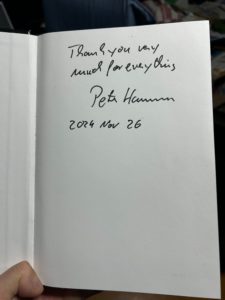 Thank you very
much for everything
Peter
2024 Nov 26